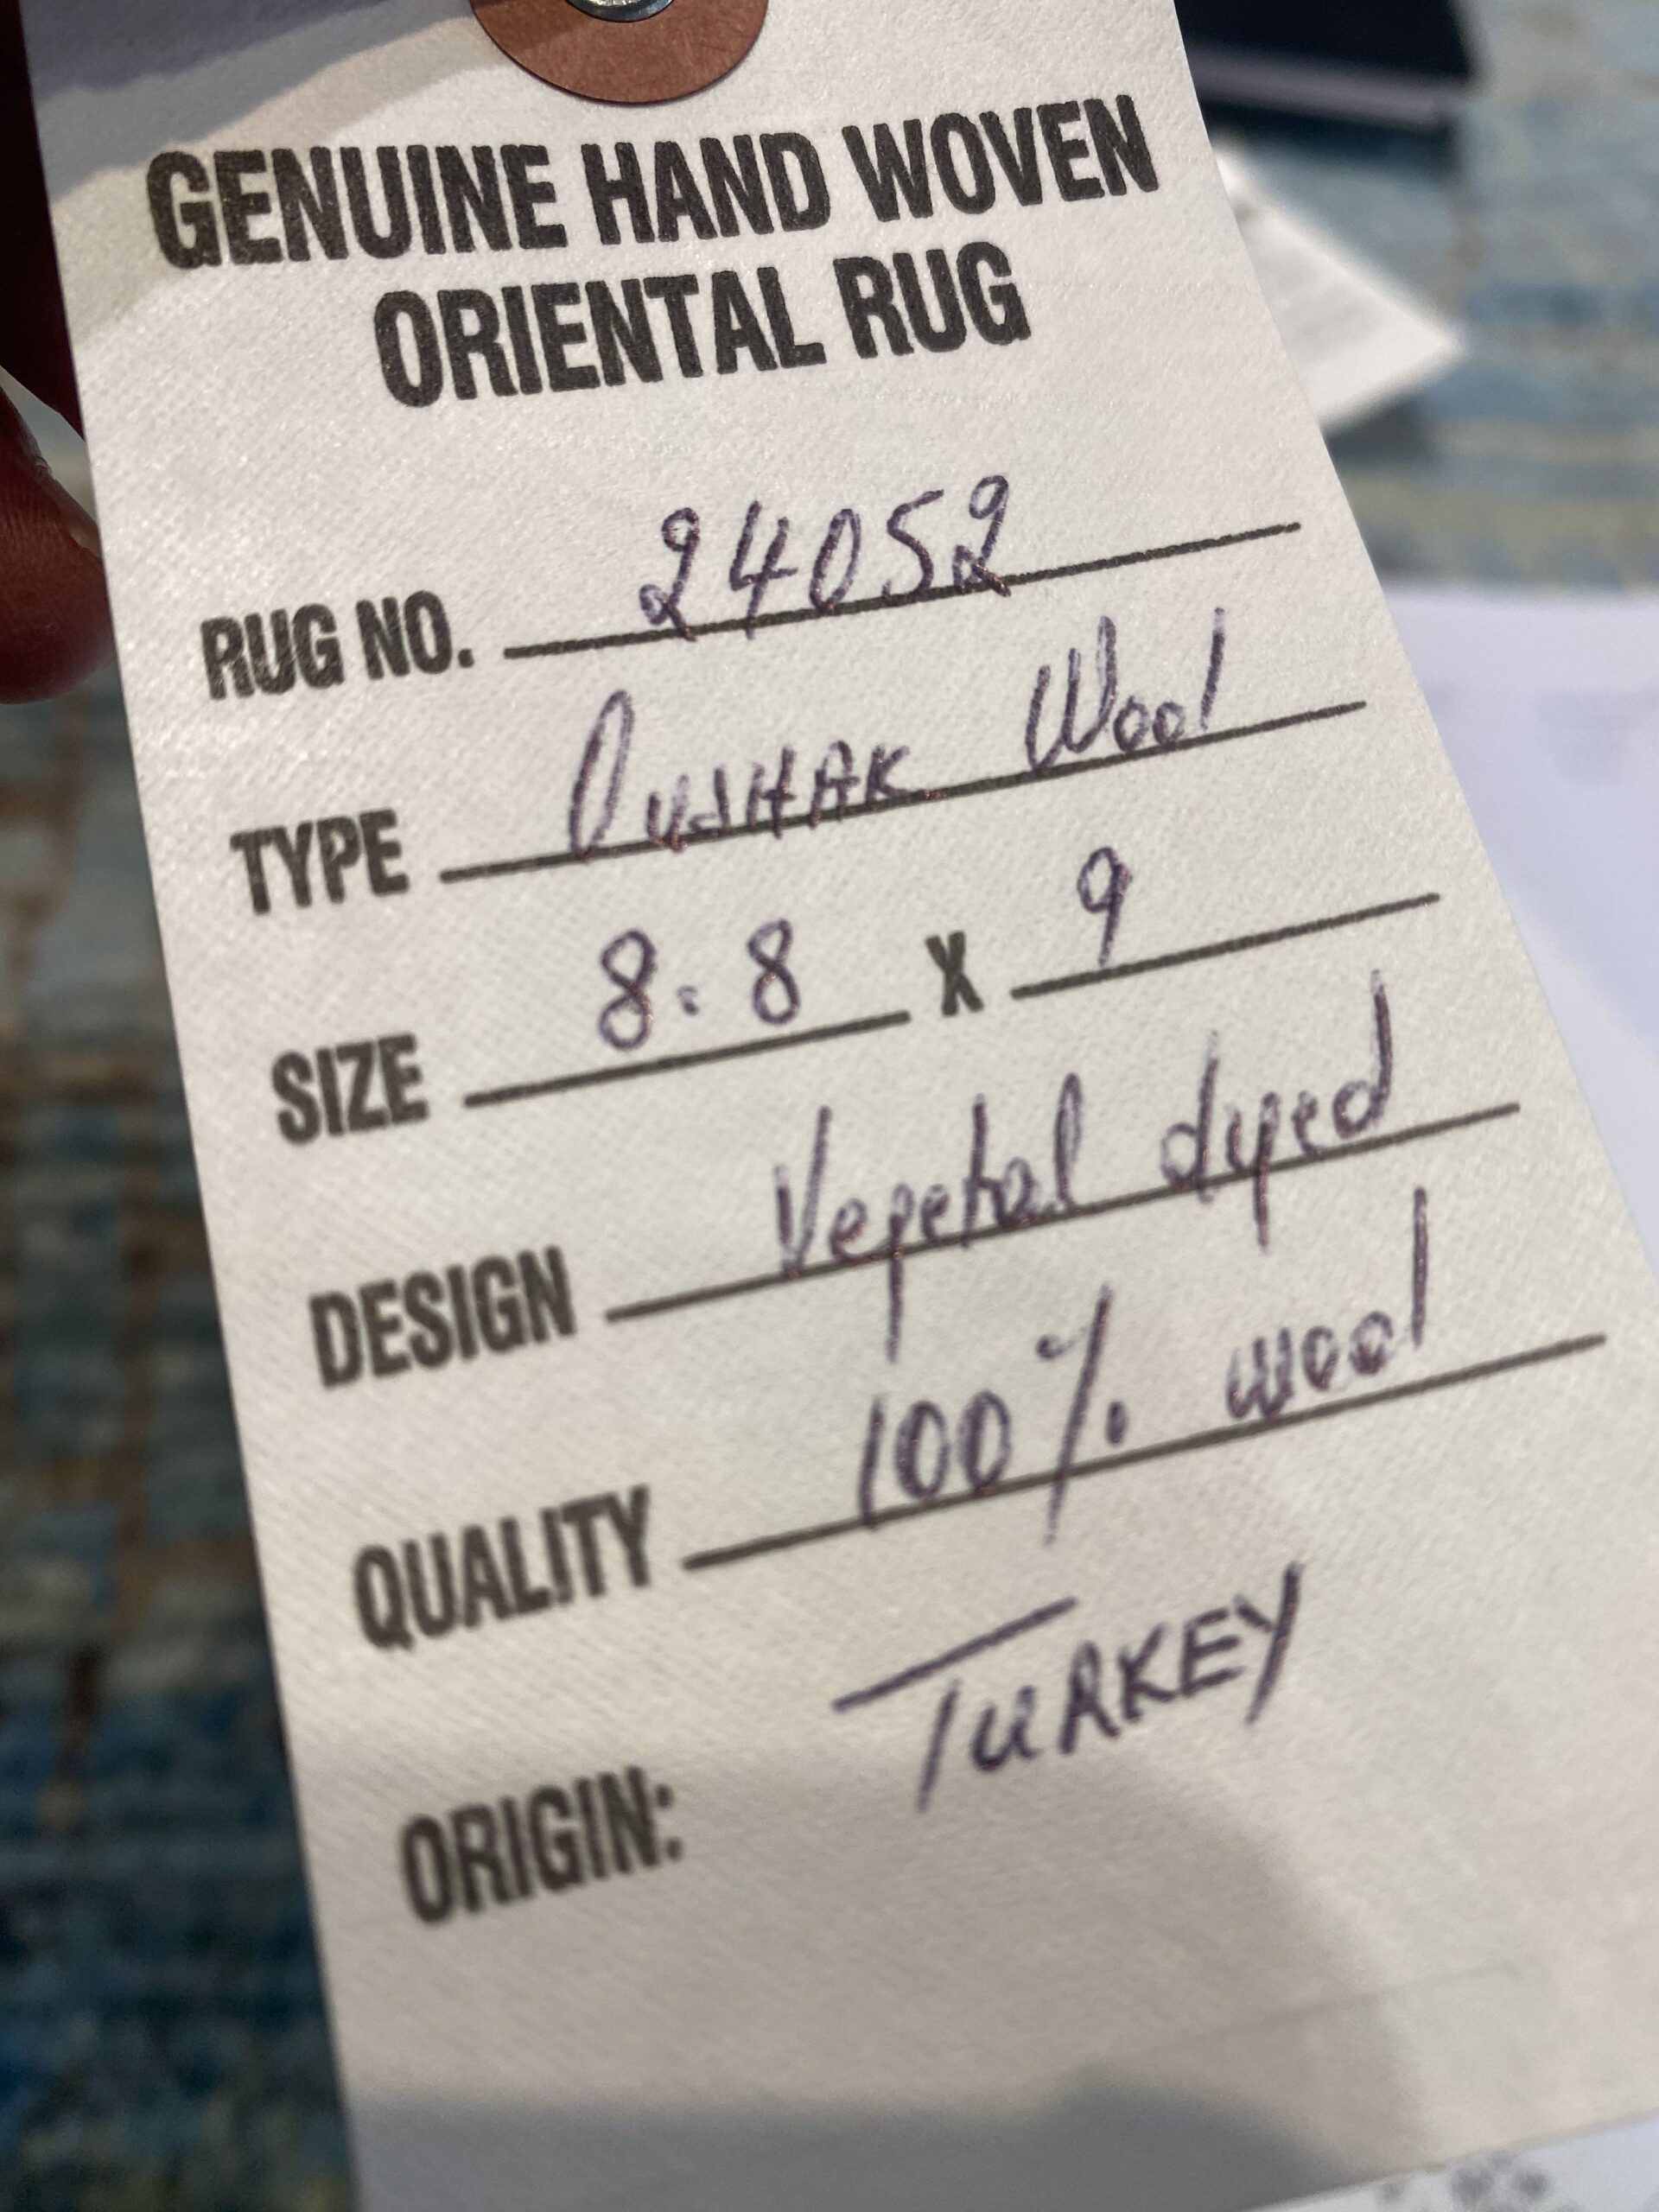 GENUINE HAND WOVEN
ORIENTAL RUG
RUG NO. 24052
TYPE OUSHAK Wool
SIZE 8.8 X 9
DESIGN Vegetal dyed
QUALITY 100% wool
ORIGIN: TURKEY